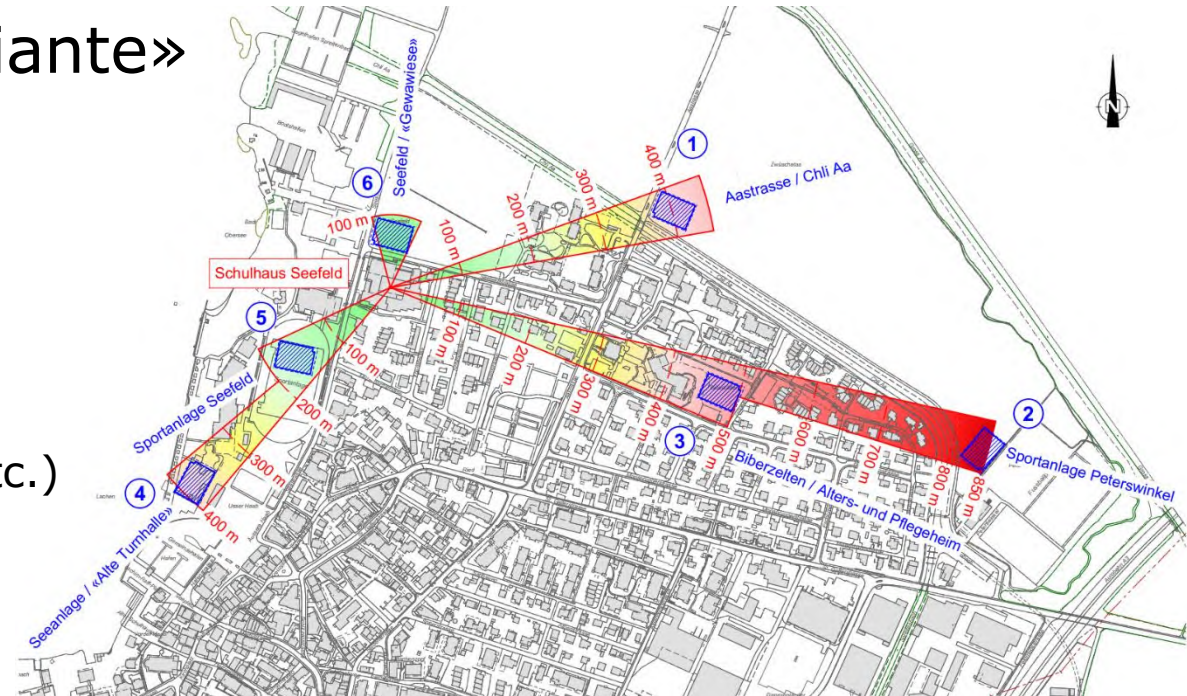 iante»
tc.)
N
Chli Aa
Seefeld / «Gewawiese»
6
100 m
1
Aastrasse / Chli Aa
100 m
200 m
300 m
400 m
Schulhaus Seefeld
5
Sportanlage Seefeld
100 m
200 m
300 m
400 m
4
Seeanlage / «Alte Turnhalle»
100 m
200 m
300 m
400 m
500 m
600 m
700 m
800 m
850 m
3
Biberzelten / Alters- und Pflegeheim
2
Sportanlage Peterswinkel